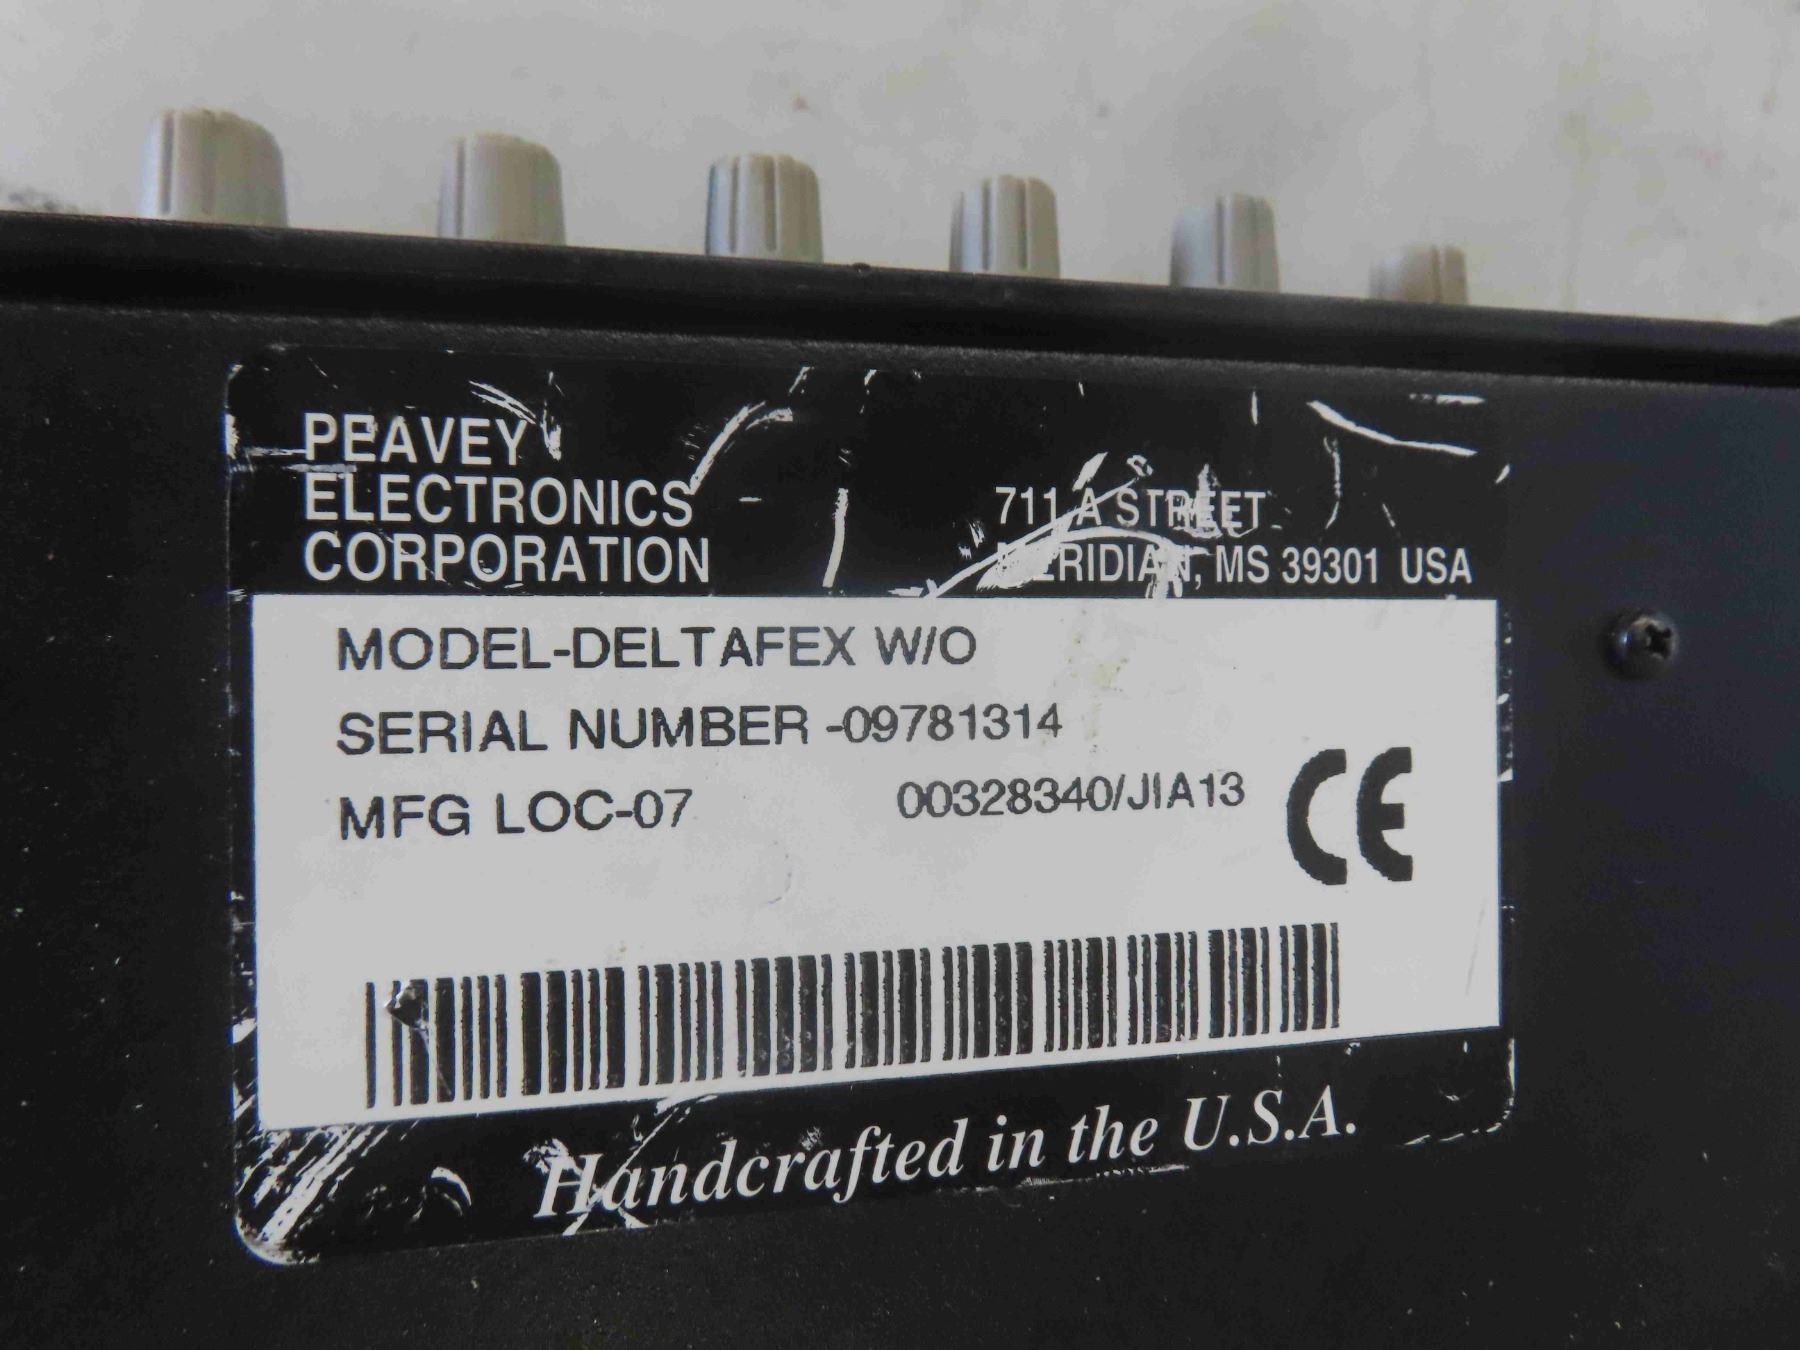 PEAVEY
ELECTRONICS
CORPORATION
711 A STREET
MERIDIAN, MS 39301 USA
MODEL-DELTAFEX W/O
SERIAL NUMBER -09781314
MFG LOC-07 00328340/JIA13
CE
Handcrafted in the U.S.A.